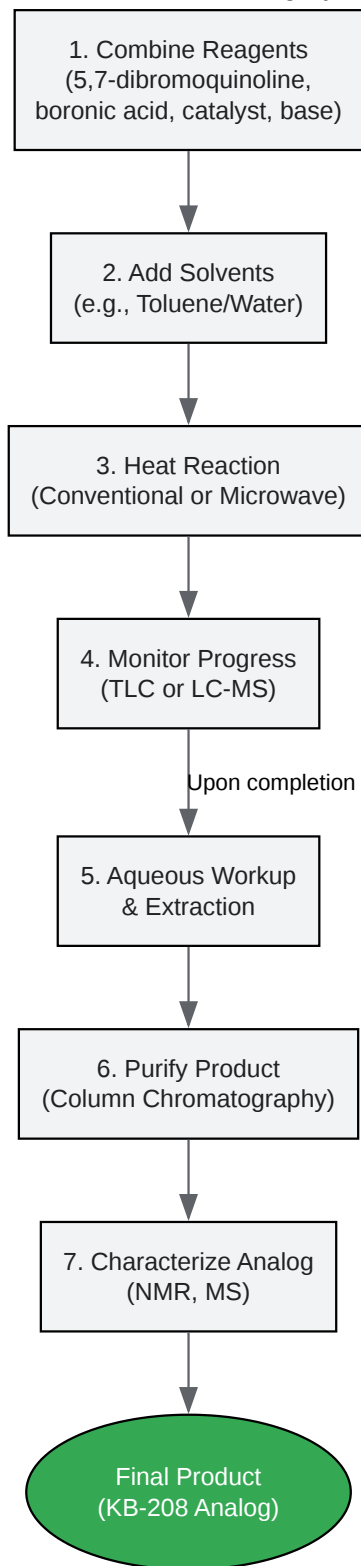 1. Combine Reagents
(5,7-dibromoquinoline,
boronic acid, catalyst, base)
2. Add Solvents
(e.g., Toluene/Water)
3. Heat Reaction
(Conventional or Microwave)
4. Monitor Progress
(TLC or LC-MS)
Upon completion
5. Aqueous Workup
& Extraction
6. Purify Product
(Column Chromatography)
7. Characterize Analog
(NMR, MS)
Final Product
(KB-208 Analog)